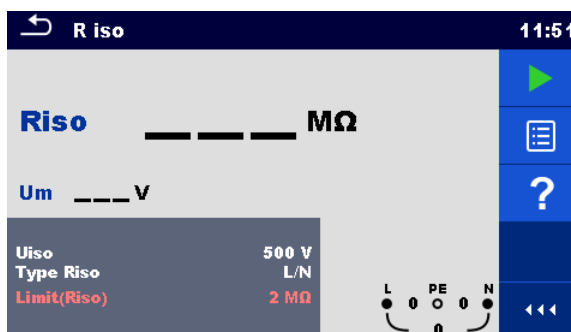 R iso 11:51
Riso _ _ _ MΩ
Um ___V
?
Uiso 500 V
Type Riso L/N
Limit(Riso) 2 MΩ
L PE N
0 0
0